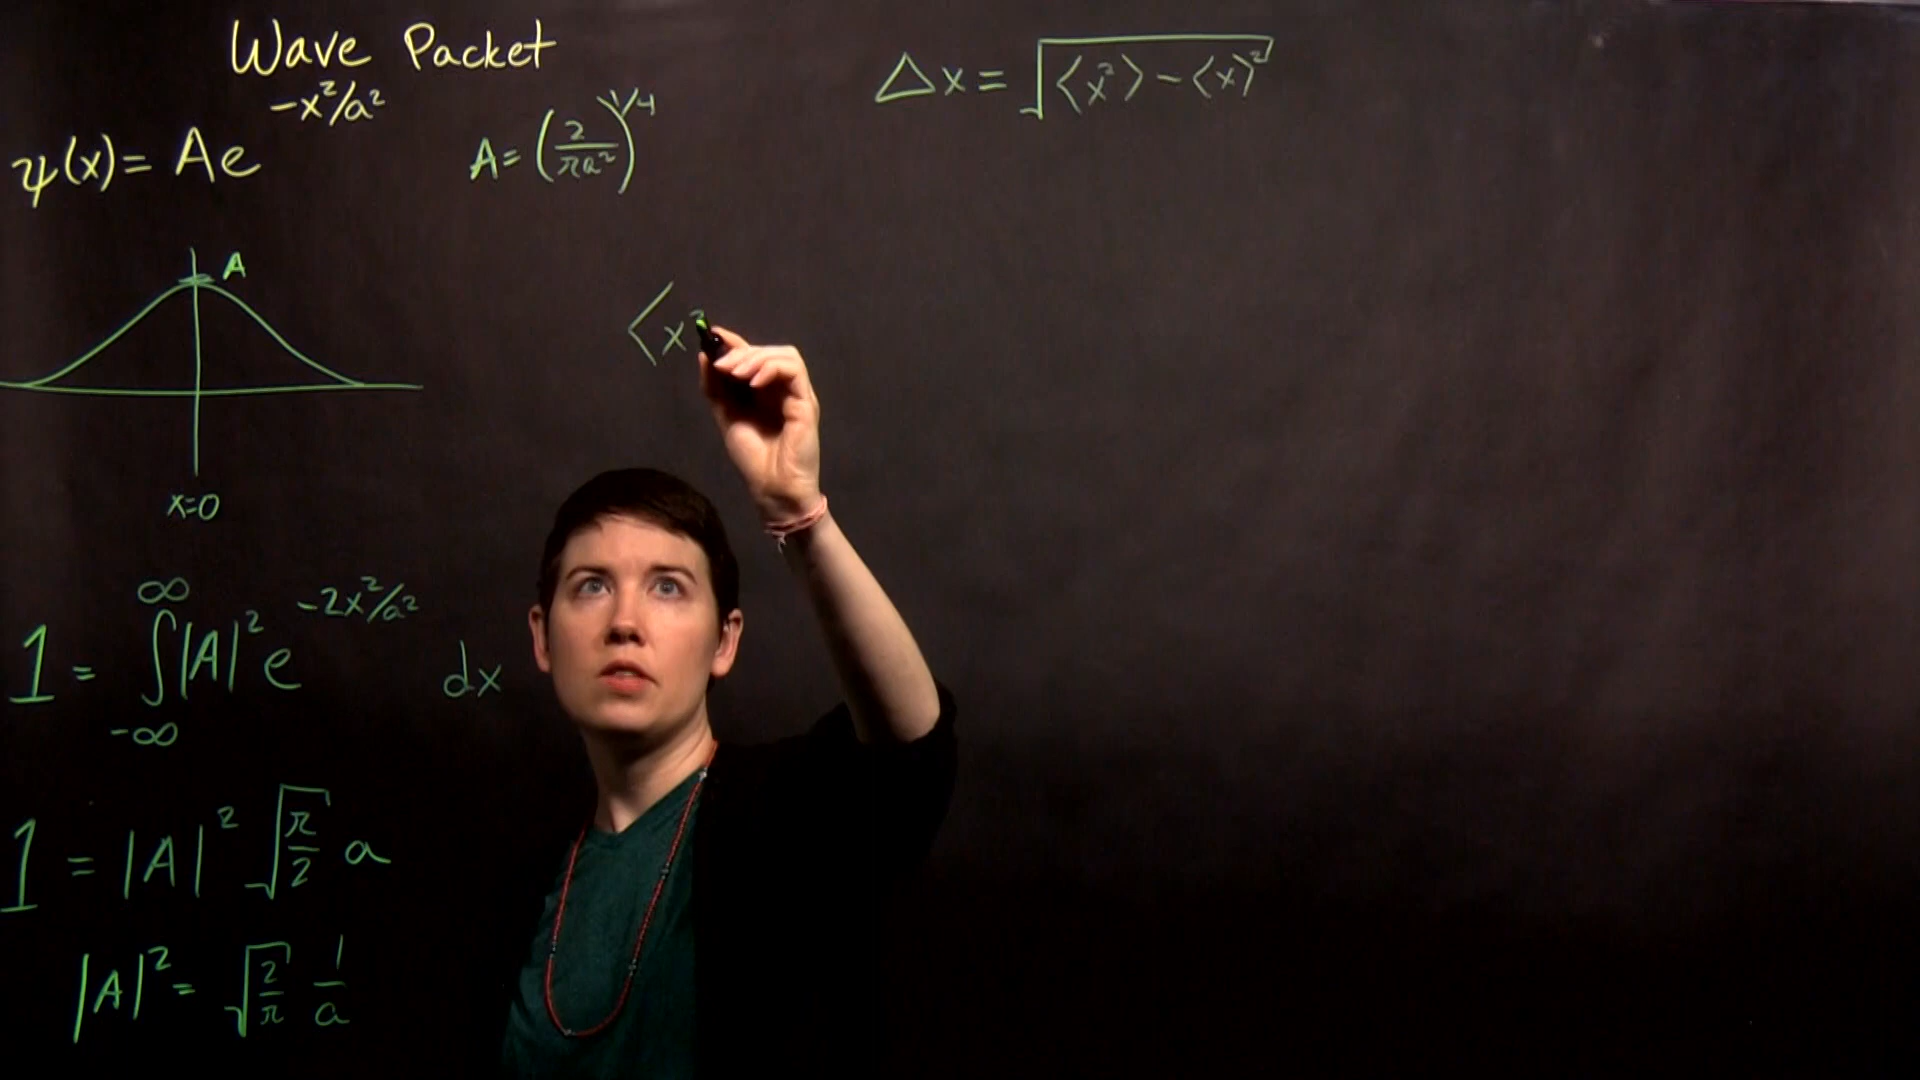 Wave Packet
ψ(x) = Ae^(-x²/a²)
A = (2/πa²)^(1/4)
Δx = √(⟨x²⟩ - ⟨x⟩²)
A
x=0
⟨x²
1 = ∫_(-∞)^(∞) |A|² e^(-2x²/a²) dx
1 = |A|² √(π/2) a
|A|² = √(2/π) 1/a